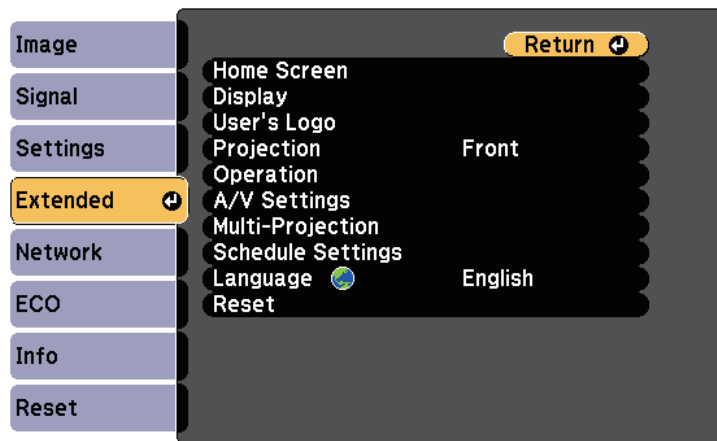 Image
Signal
Settings
Extended
Network
ECO
Info
Reset
Return
Home Screen
Display
User's Logo
Projection Front
Operation
A/V Settings
Multi-Projection
Schedule Settings
Language English
Reset